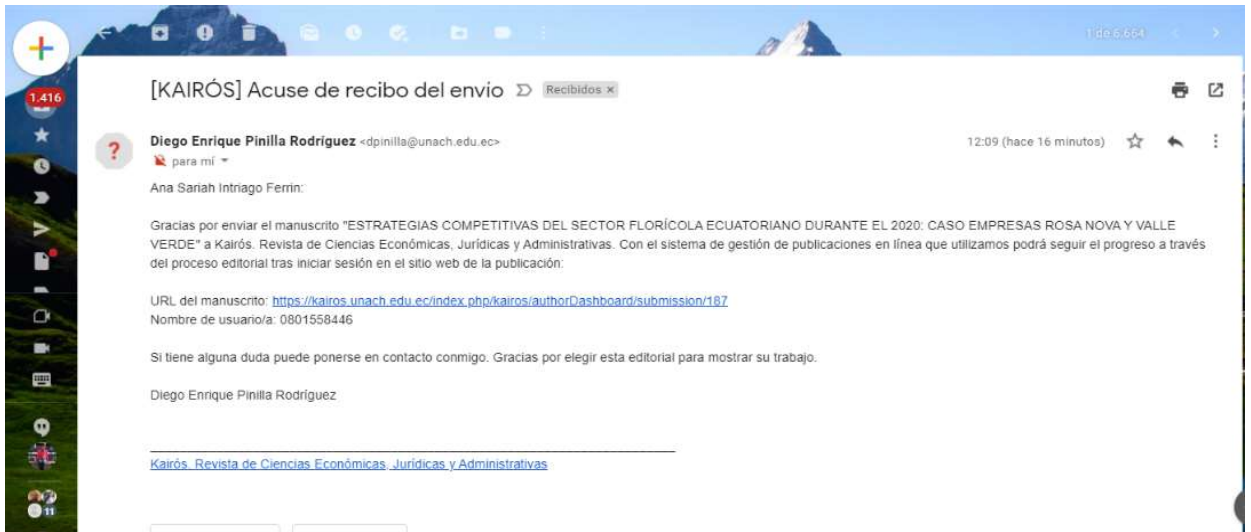 1 de 6.664
1.416
[KAIRÓS] Acuse de recibo del envío Recibidos x
Diego Enrique Pinilla Rodríguez <dpinilla@unach.edu.ec>
12:09 (hace 16 minutos)
para mí
Ana Sariah Intriago Ferrin:
Gracias por enviar el manuscrito "ESTRATEGIAS COMPETITIVAS DEL SECTOR FLORÍCOLA ECUATORIANO DURANTE EL 2020: CASO EMPRESAS ROSA NOVA Y VALLE
VERDE" a Kairós. Revista de Ciencias Económicas, Jurídicas y Administrativas. Con el sistema de gestión de publicaciones en línea que utilizamos podrá seguir el progreso a través
del proceso editorial tras iniciar sesión en el sitio web de la publicación:
URL del manuscrito: https://kairos.unach.edu.ec/index.php/kairos/authorDashboard/submission/187
Nombre de usuario/a: 0801558446
Si tiene alguna duda puede ponerse en contacto conmigo. Gracias por elegir esta editorial para mostrar su trabajo.
Diego Enrique Pinilla Rodríguez
Kairós. Revista de Ciencias Económicas, Jurídicas y Administrativas
11